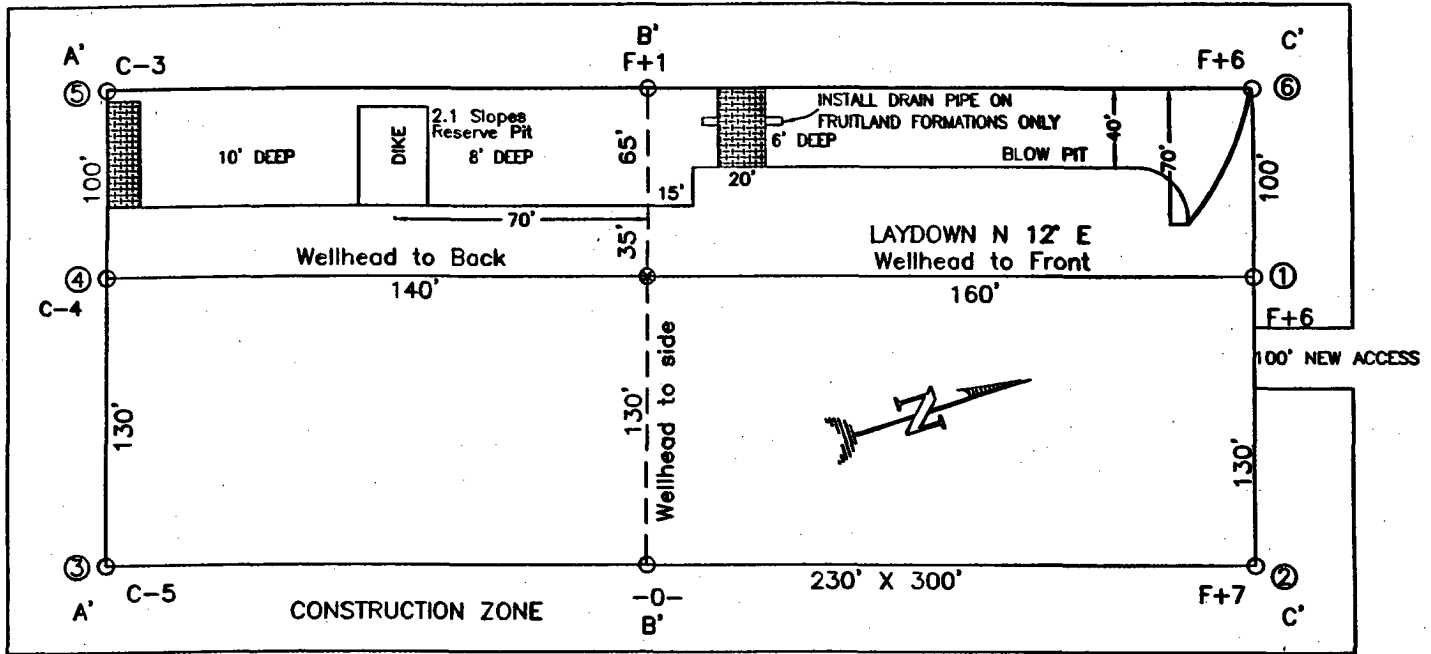 A' C-3 B' F+1 F+6 C'
⑤ ⑥
2.1 Slopes
Reserve Pit
DIKE
10' DEEP
8' DEEP
INSTALL DRAIN PIPE ON
FRUITLAND FORMATIONS ONLY
6' DEEP
BLOW PIT
100'
65'
40'
70'
100'
15'
20'
70'
35'
Wellhead to Back
140'
LAYDOWN N 12° E
Wellhead to Front
160'
④
C-4
①
F+6
100' NEW ACCESS
130'
130'
Wellhead to side
N
130'
③
C-5
A'
CONSTRUCTION ZONE
-0-
B'
230' X 300'
②
F+7
C'